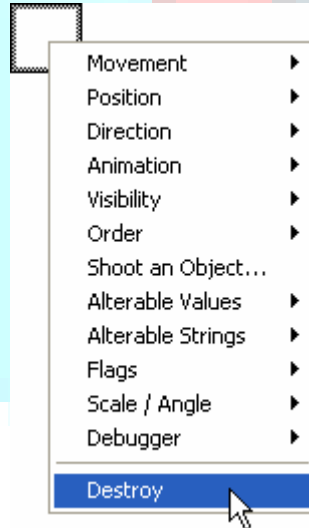 Movement
Position
Direction
Animation
Visibility
Order
Shoot an Object...
Alterable Values
Alterable Strings
Flags
Scale / Angle
Debugger
Destroy